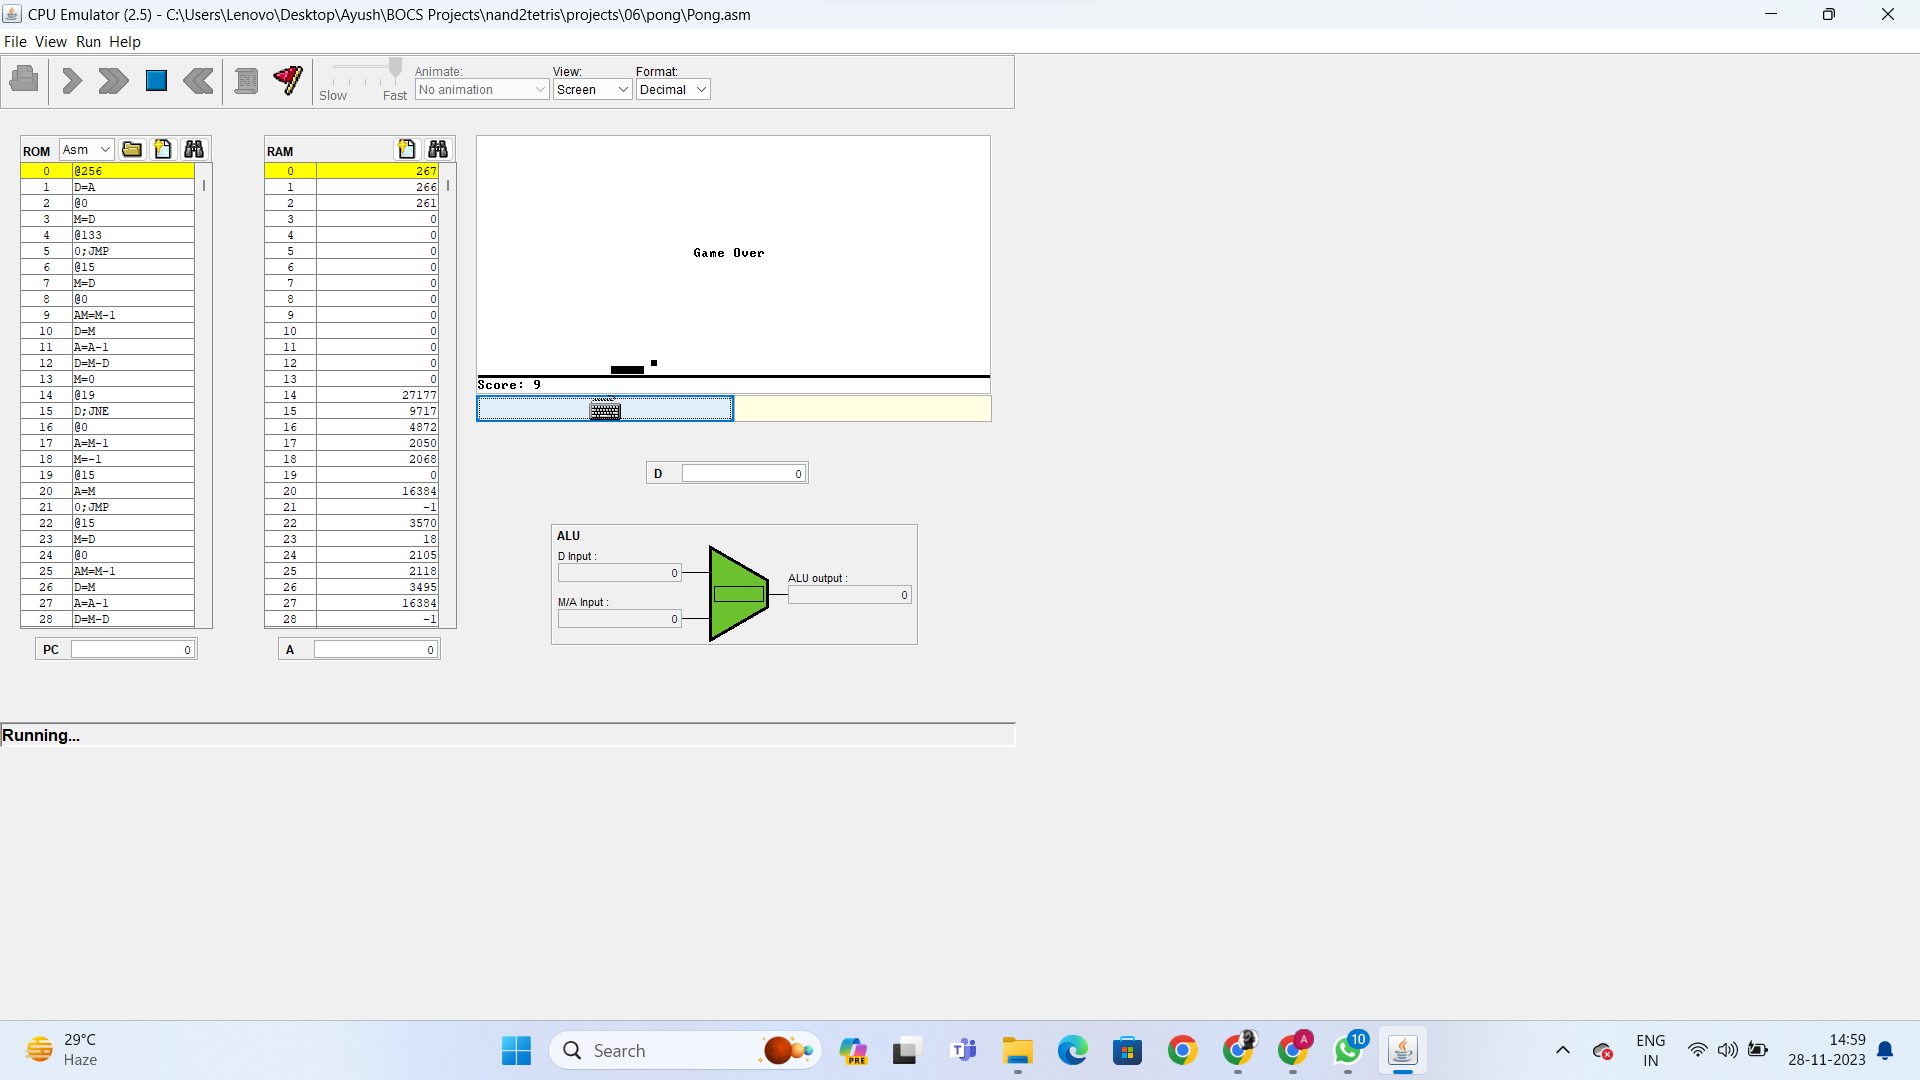 CPU Emulator (2.5) - C:\Users\Lenovo\Desktop\Ayush\BOCS Projects\nand2tetris\projects\06\pong\Pong.asm
File View Run Help
Slow Fast
Animate:
No animation
View:
Screen
Format:
Decimal
ROM Asm
0 @256
1 D=A
2 @0
3 M=D
4 @133
5 0;JMP
6 @15
7 M=D
8 @0
9 AM=M-1
10 D=M
11 A=A-1
12 D=M-D
13 M=0
14 @19
15 D;JNE
16 @0
17 A=M-1
18 M=-1
19 @15
20 A=M
21 0;JMP
22 @15
23 M=D
24 @0
25 AM=M-1
26 D=M
27 A=A-1
28 D=M-D
PC 0
RAM
0 267
1 266
2 261
3 0
4 0
5 0
6 0
7 0
8 0
9 0
10 0
11 0
12 0
13 0
14 27177
15 9717
16 4872
17 2050
18 2068
19 0
20 16384
21 -1
22 3570
23 18
24 2105
25 2118
26 3495
27 16384
28 -1
A 0
Game Over
Score: 9
D 0
ALU
D Input :
0
M/A Input :
0
ALU output :
0
Running...
29°C
Haze
Search
PRE
A
10
ENG
IN
14:59
28-11-2023